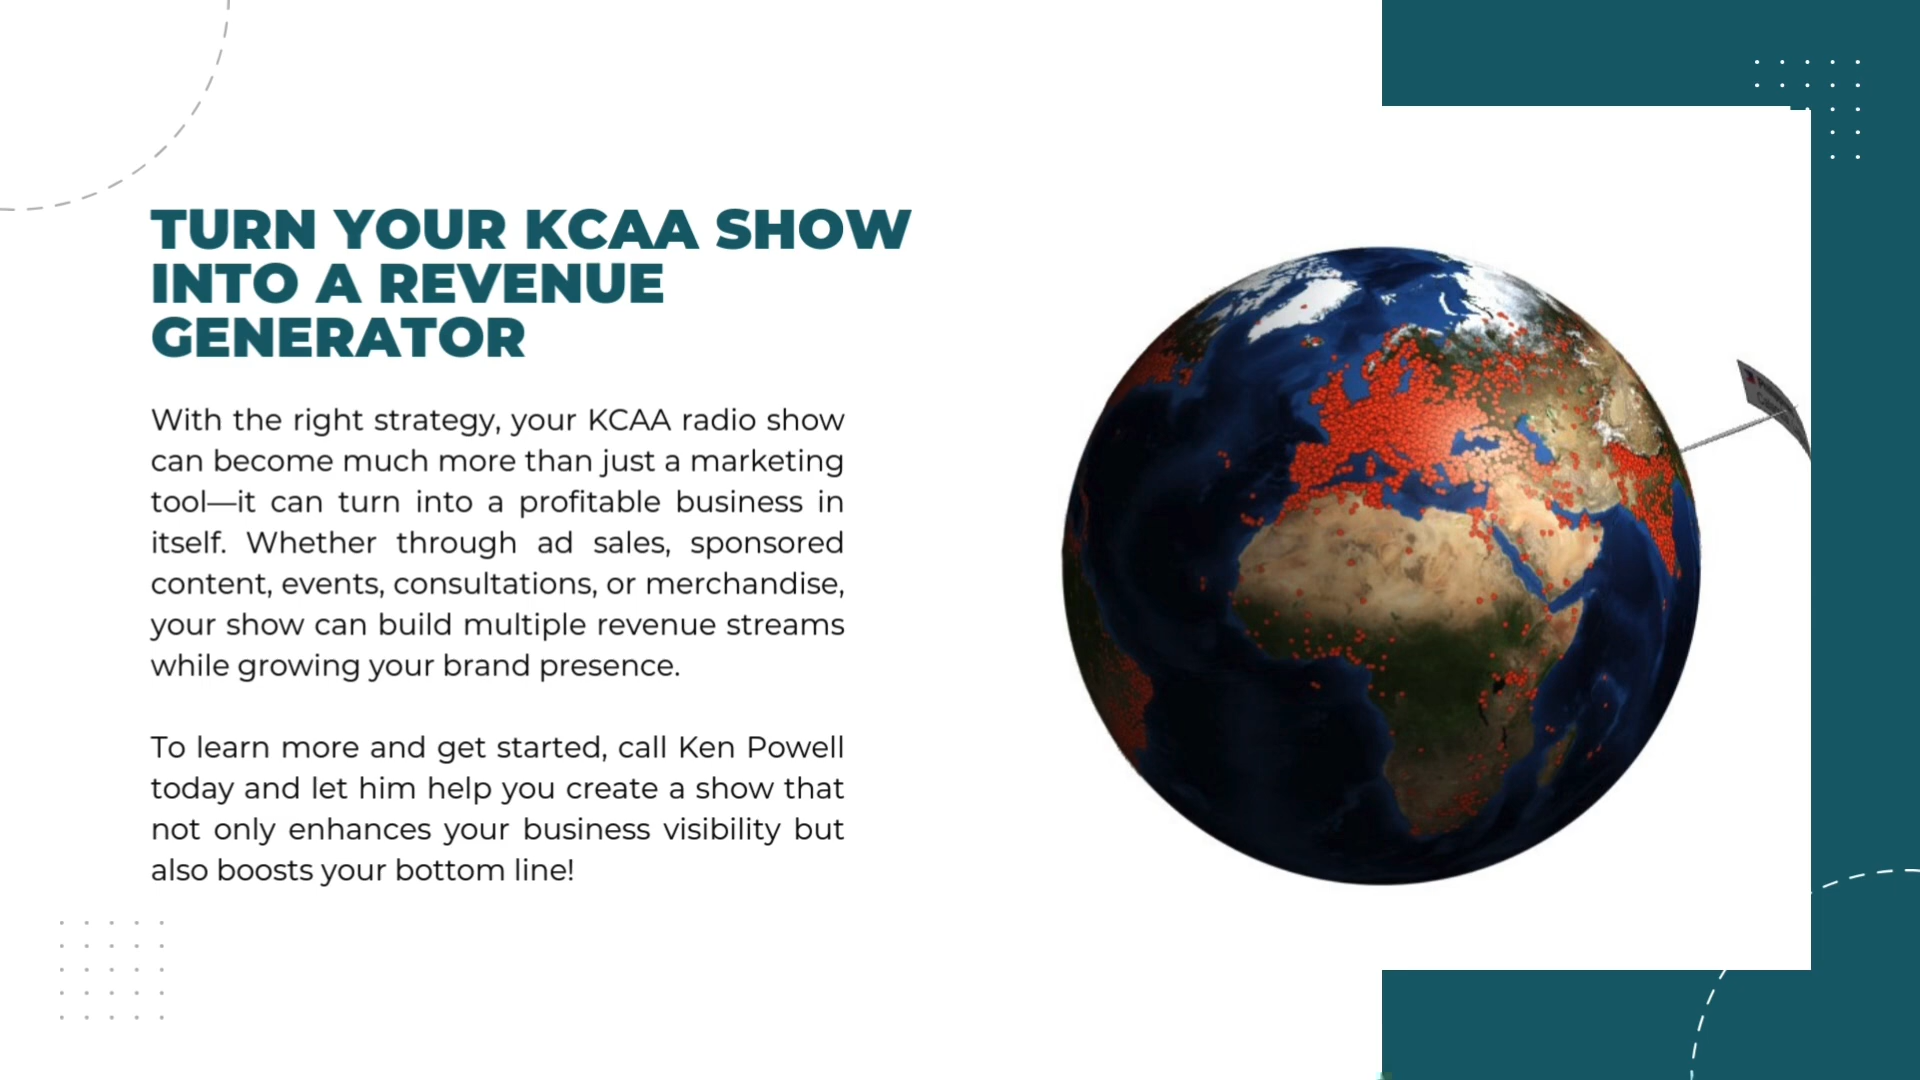 TURN YOUR KCAA SHOW
INTO A REVENUE
GENERATOR
With the right strategy, your KCAA radio show
can become much more than just a marketing
tool—it can turn into a profitable business in
itself. Whether through ad sales, sponsored
content, events, consultations, or merchandise,
your show can build multiple revenue streams
while growing your brand presence.
To learn more and get started, call Ken Powell
today and let him help you create a show that
not only enhances your business visibility but
also boosts your bottom line!